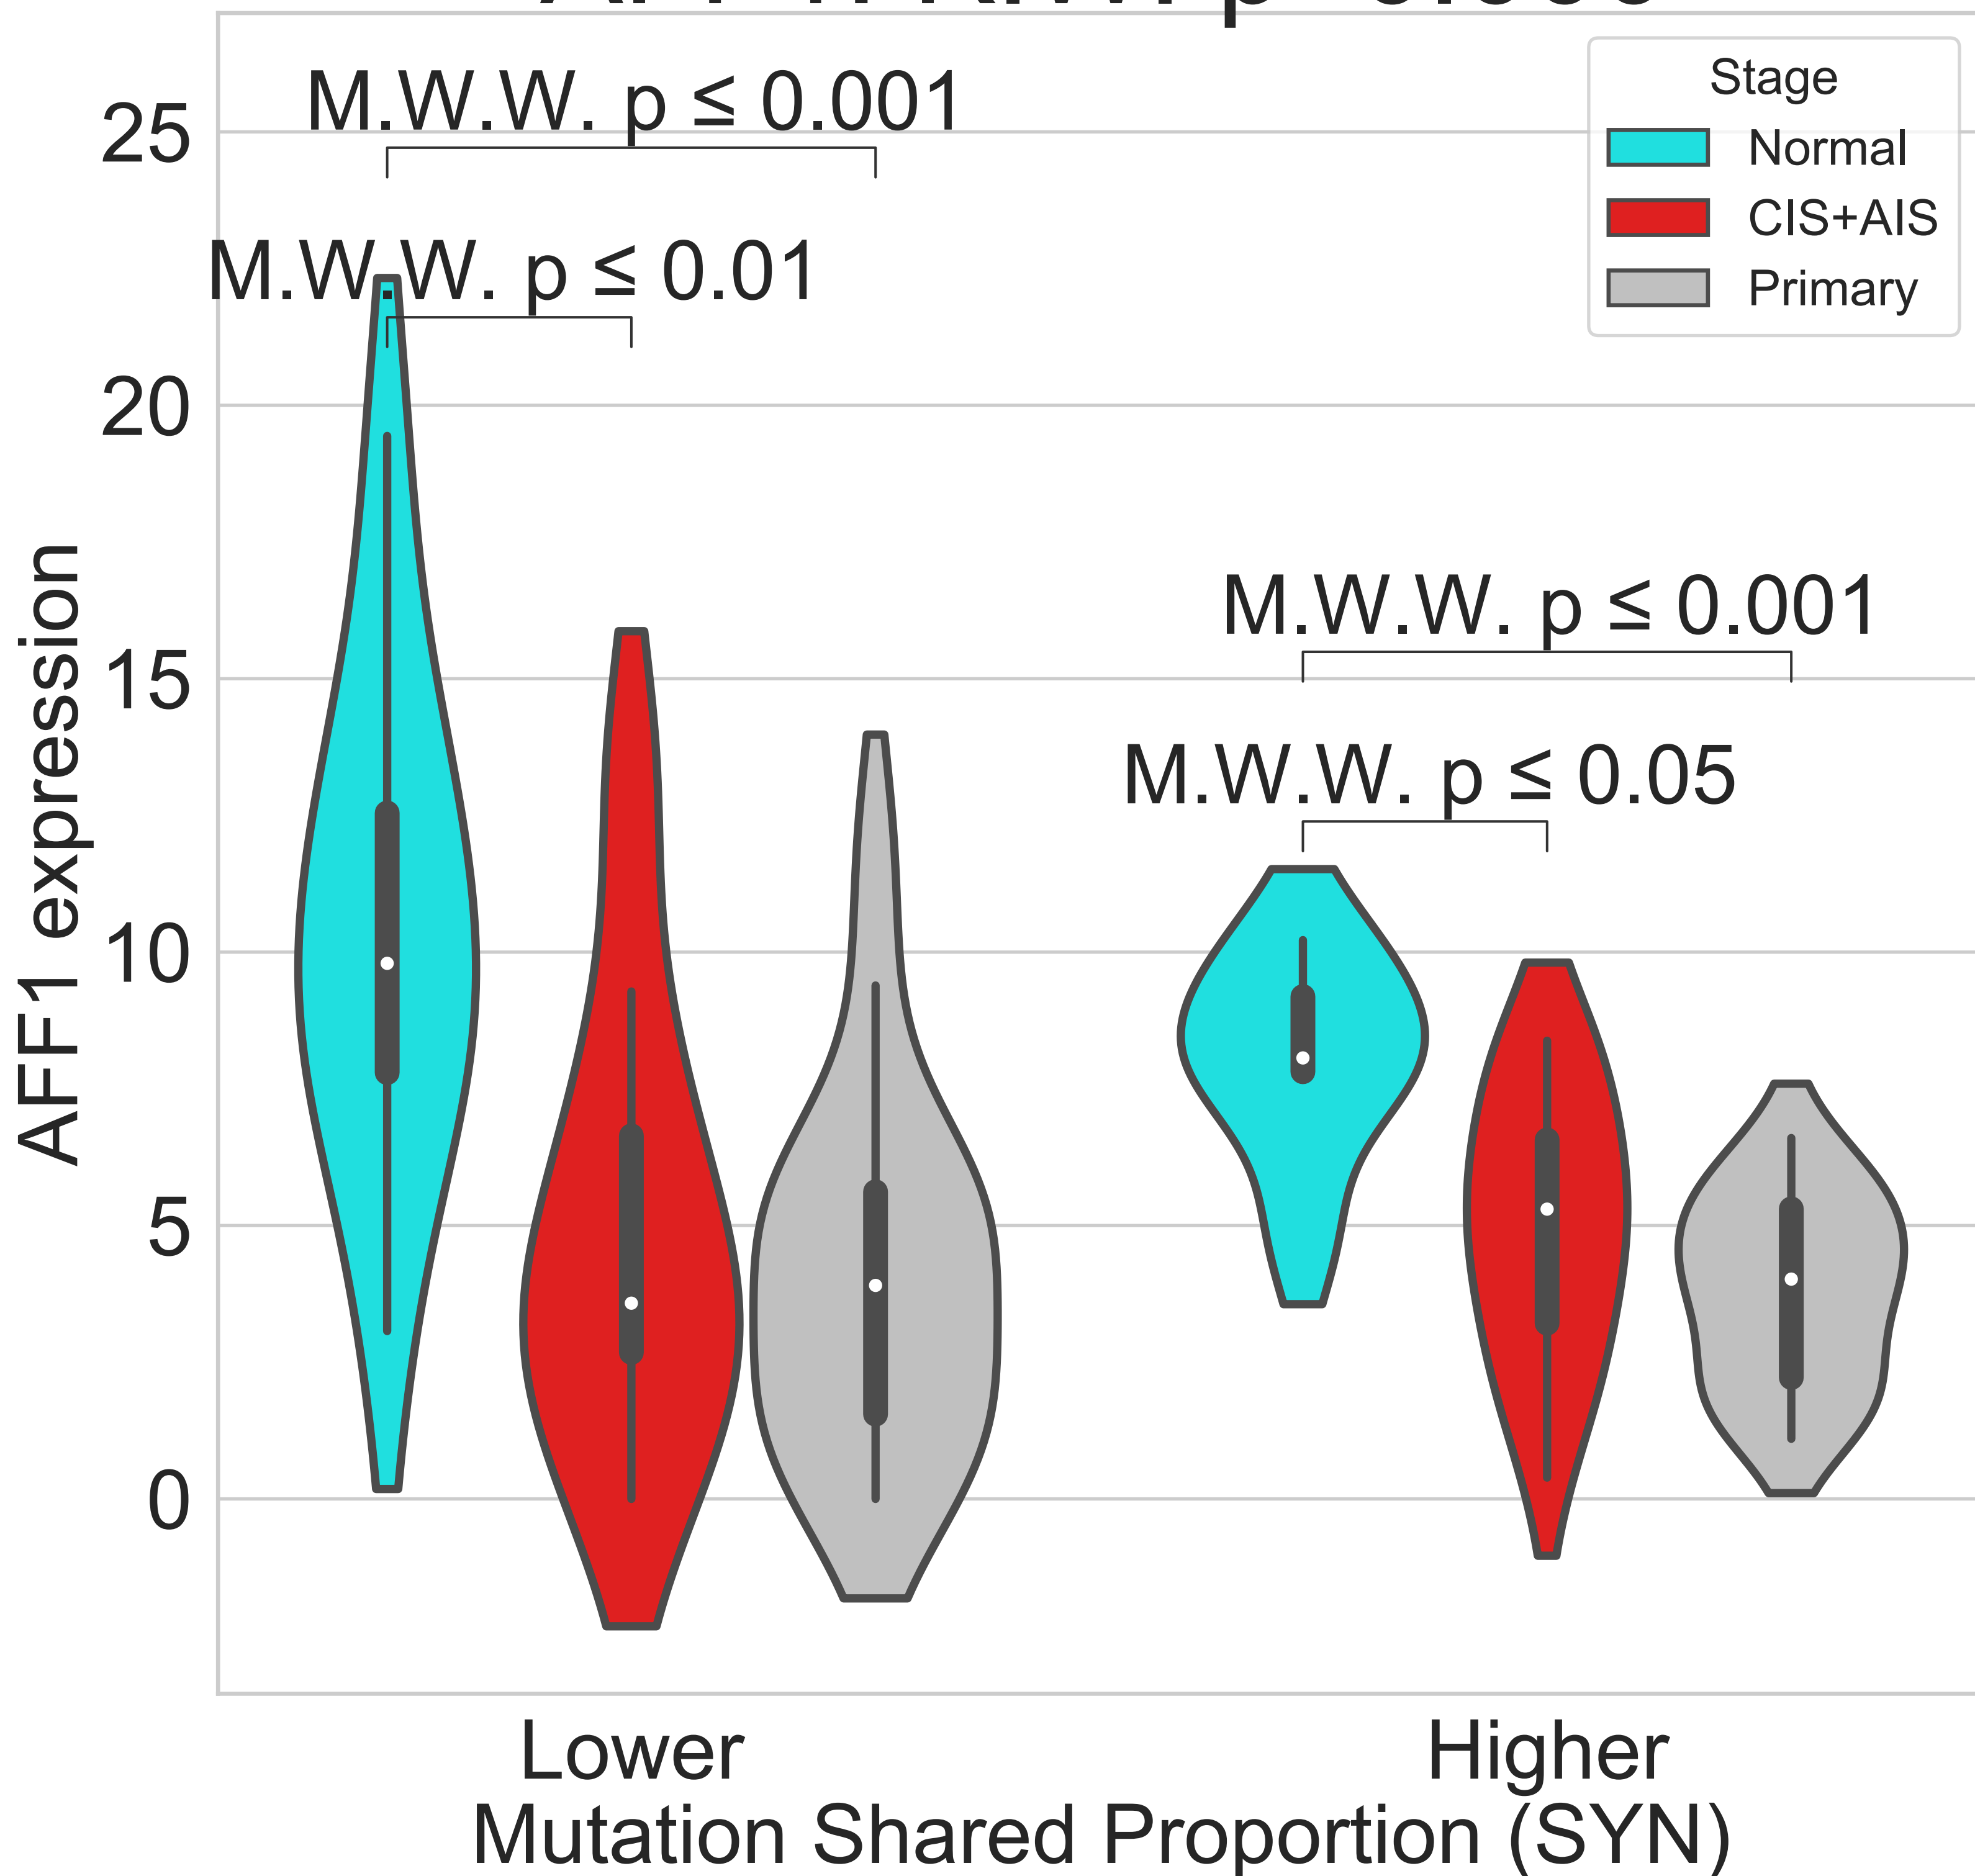 M.W.W. p ≤ 0.001
Stage
Normal
CIS+AIS
Primary
M.W.W. p ≤ 0.01
M.W.W. p ≤ 0.001
M.W.W. p ≤ 0.05
25
20
15
10
5
0
AFF1 expression
Lower
Higher
Mutation Shared Proportion (SYN)